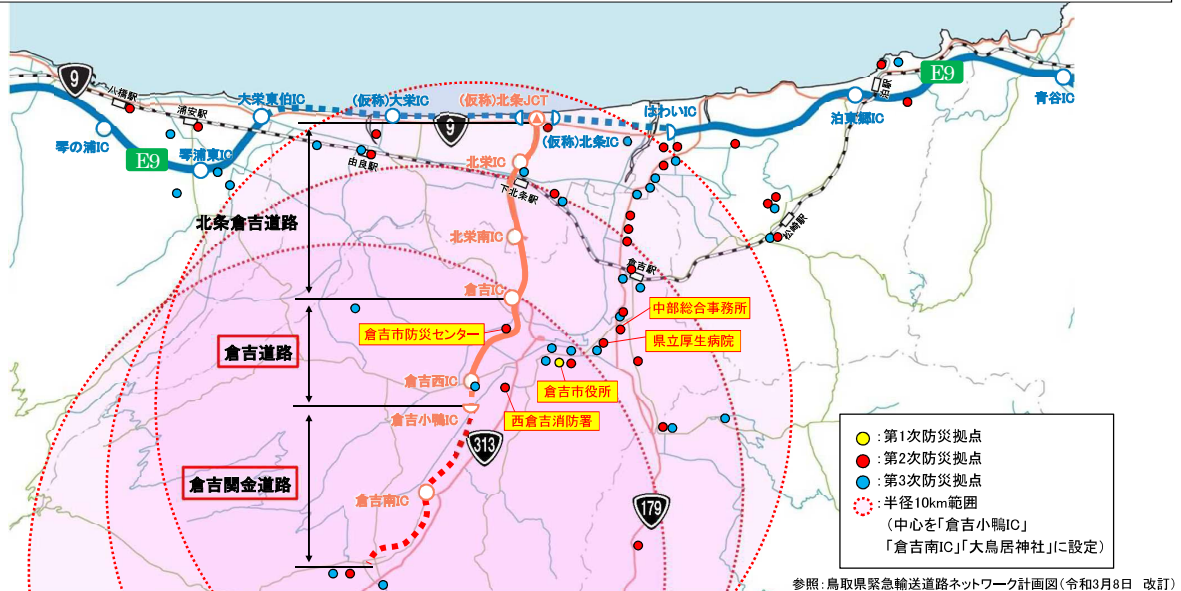 9
八橋駅
浦安駅
大栄東伯IC
(仮称)大栄IC
(仮称)北条JCT
9
(仮称)北条IC
はわいIC
泊東郷IC
泊駅
E9
青谷IC
琴の浦IC
E9
琴浦東IC
由良駅
北栄IC
下北条駅
北条倉吉道路
北栄南IC
松崎駅
倉吉駅
倉吉IC
中部総合事務所
倉吉市防災センター
県立厚生病院
倉吉道路
倉吉西IC
倉吉市役所
倉吉小鴨IC
西倉吉消防署
313
倉吉関金道路
倉吉南IC
179
:第1次防災拠点
:第2次防災拠点
:第3次防災拠点
:半径10km範囲
(中心を「倉吉小鴨IC」
「倉吉南IC」「大鳥居神社」に設定)
参照:鳥取県緊急輸送道路ネットワーク計画図(令和3月8日 改訂)